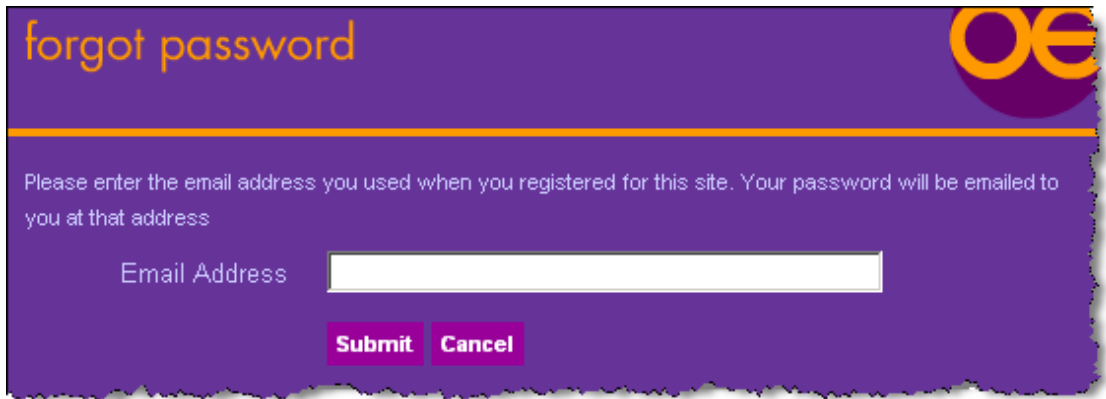 forgot password
oe
Please enter the email address you used when you registered for this site. Your password will be emailed to
you at that address
Email Address
Submit Cancel